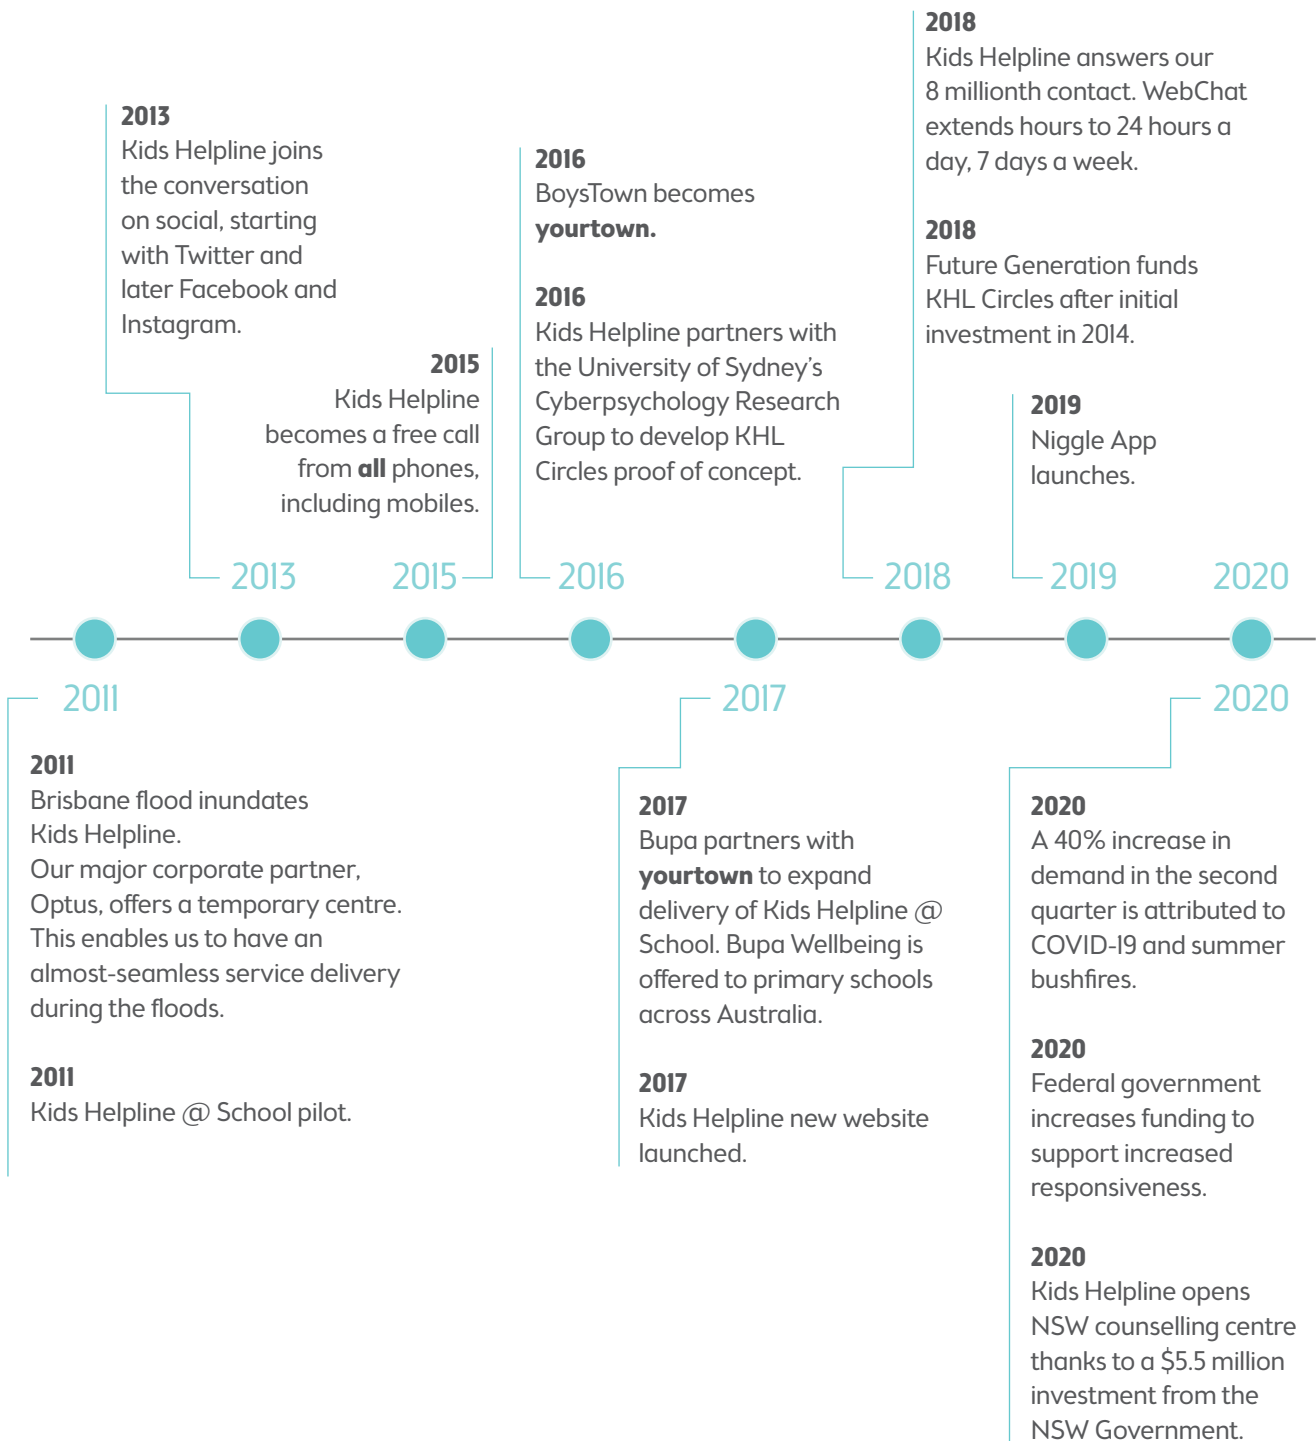 2013
Kids Helpline joins
the conversation
on social, starting
with Twitter and
later Facebook and
Instagram.
2015
Kids Helpline
becomes a free call
from all phones,
including mobiles.
2016
BoysTown becomes
yourtown.
2016
Kids Helpline partners with
the University of Sydney's
Cyberpsychology Research
Group to develop KHL
Circles proof of concept.
2018
Kids Helpline answers our
8 millionth contact. WebChat
extends hours to 24 hours a
day, 7 days a week.
2018
Future Generation funds
KHL Circles after initial
investment in 2014.
2019
Niggle App
launches.
2013 2015 2016 2018 2019 2020
2011 2017 2020
2011
Brisbane flood inundates
Kids Helpline.
Our major corporate partner,
Optus, offers a temporary centre.
This enables us to have an
almost-seamless service delivery
during the floods.
2011
Kids Helpline @ School pilot.
2017
Bupa partners with
yourtown to expand
delivery of Kids Helpline @
School. Bupa Wellbeing is
offered to primary schools
across Australia.
2017
Kids Helpline new website
launched.
2020
A 40% increase in
demand in the second
quarter is attributed to
COVID-19 and summer
bushfires.
2020
Federal government
increases funding to
support increased
responsiveness.
2020
Kids Helpline opens
NSW counselling centre
thanks to a $5.5 million
investment from the
NSW Government.